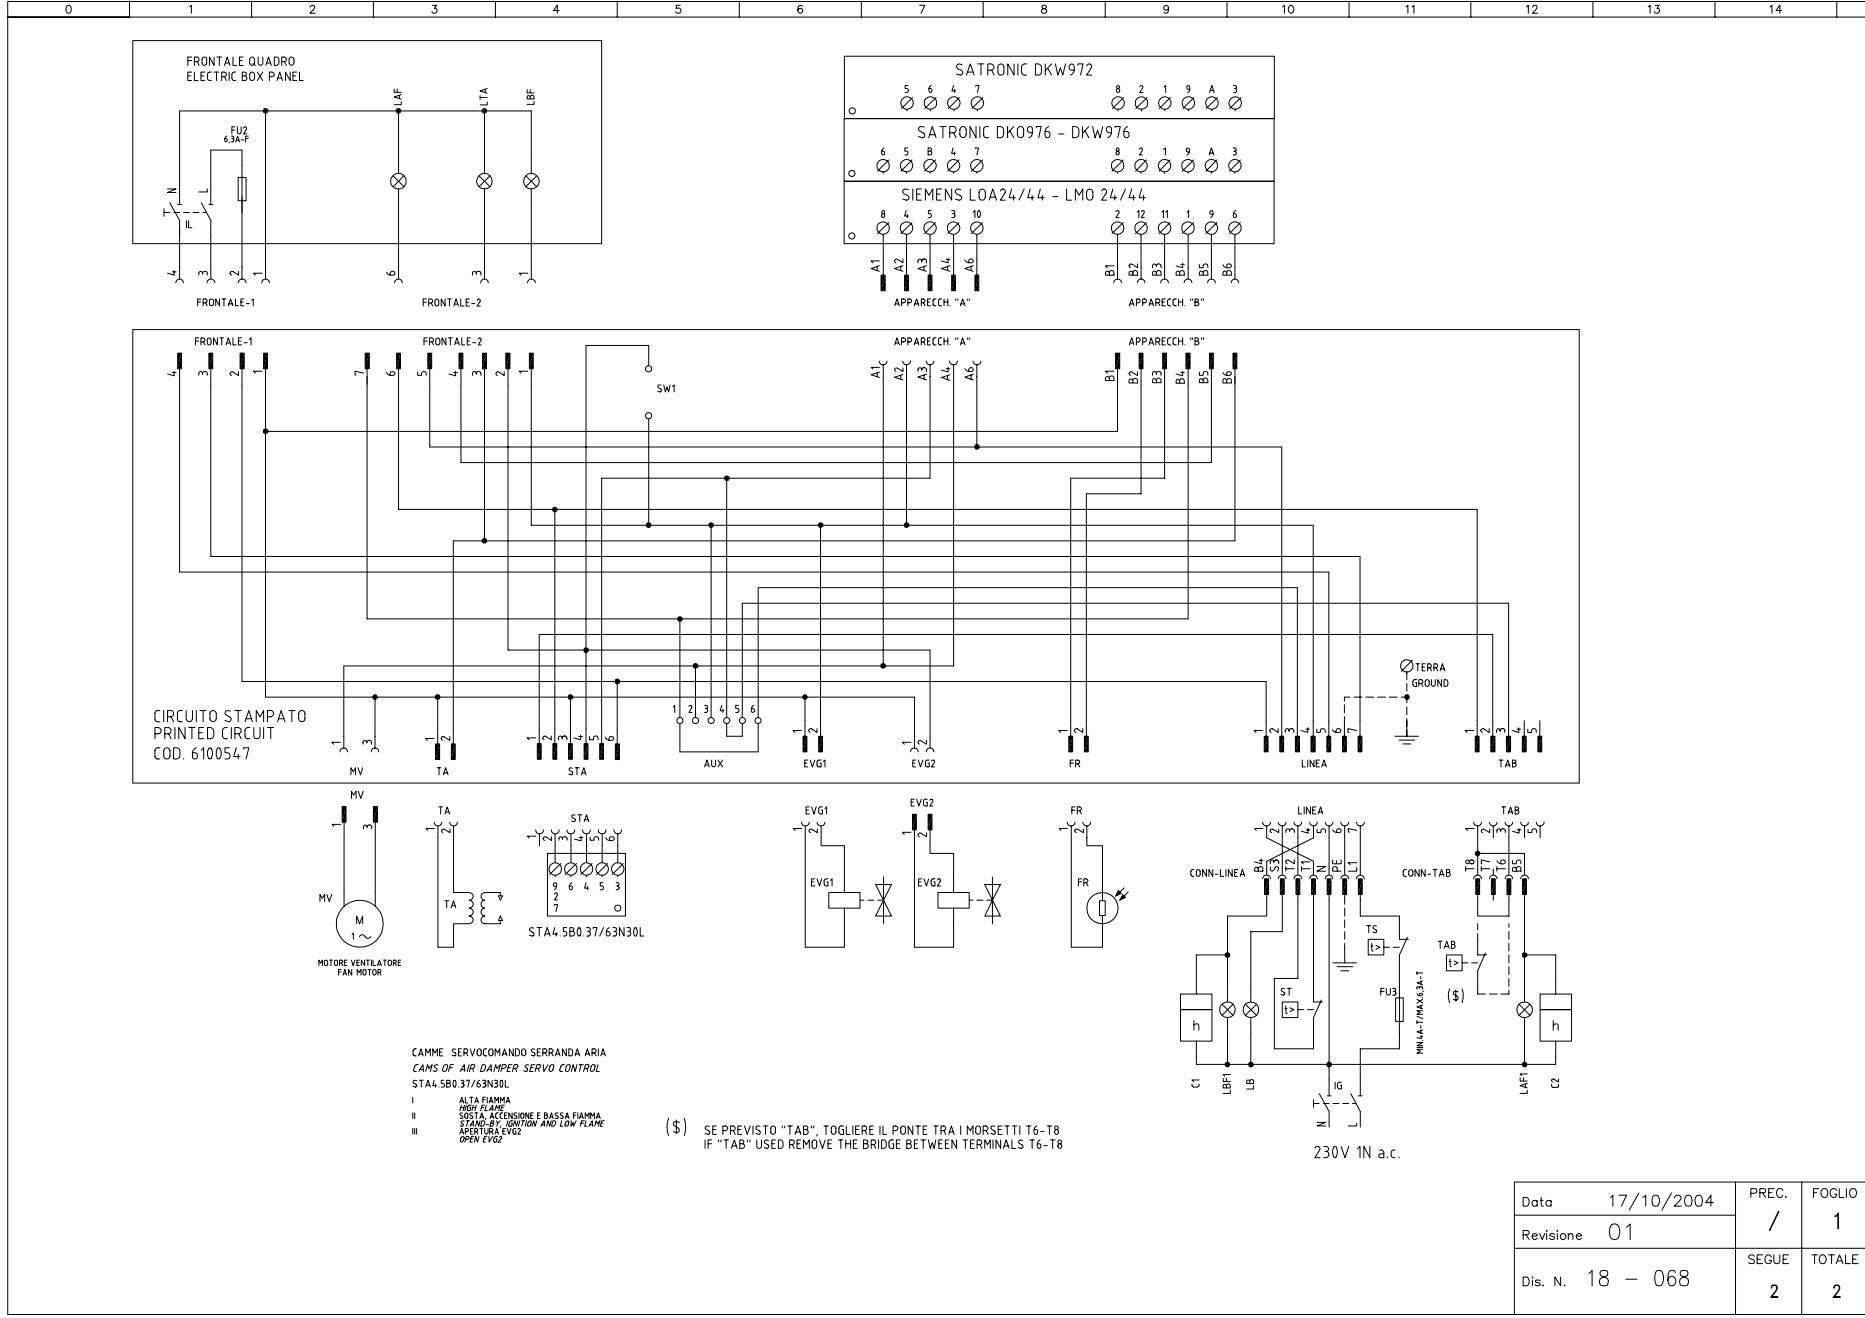 0 1 2 3 4 5 6 7 8 9 10 11 12 13 14
FRONTALE QUADRO
ELECTRIC BOX PANEL
LAF LTA LBF
FU2
6,3A-F
N L
IL
4 3 2 1 6 3 1
FRONTALE-1 FRONTALE-2
SATRONIC DKW972
5 6 4 7 8 2 1 9 A 3
SATRONIC DKO976 - DKW976
6 5 B 4 7 8 2 1 9 A 3
SIEMENS LOA24/44 - LMO 24/44
8 4 5 3 10 2 12 11 1 9 6
A1 A2 A3 A4 A6 B1 B2 B3 B4 B5 B6
APPARECCH. "A" APPARECCH. "B"
FRONTALE-1 FRONTALE-2 APPARECCH. "A" APPARECCH. "B"
4 3 2 1 7 6 5 4 3 2 1 A1 A2 A3 A4 A6 B1 B2 B3 B4 B5 B6
SW1
TERRA
GROUND
CIRCUITO STAMPATO
PRINTED CIRCUIT
COD. 6100547
1 3 1 2 1 2 3 4 5 6 1 2 3 4 5 6 1 2 1 2 1 2 1 2 3 4 5 6 7 1 2 3 4 5
MV TA STA AUX EVG1 EVG2 FR LINEA TAB
MV TA STA EVG1 EVG2 FR LINEA TAB
1 3 1 2 1 2 3 4 5 6 1 2 1 2 1 2 1 2 3 4 5 6 7 1 2 3 4 5
CONN-LINEA B4 S3 T2 T1 N PE L1 CONN-TAB T8 T7 T6 B5
9 6 4 5 3
2
7
STA4.5B0.37/63N30L
MV
M
1~
MOTORE VENTILATORE
FAN MOTOR
TA
EVG1 EVG2 FR
TS
t>
TAB
t>
($)
ST
t>
FU3
MIN.4A-T/MAX.6,3A-T
h h
C1 LBF1 LB IG LAF1 C2
N L
230V 1N a.c.
CAMME SERVOCOMANDO SERRANDA ARIA
CAMS OF AIR DAMPER SERVO CONTROL
STA4.5B0.37/63N30L
I ALTA FIAMMA
HIGH FLAME
II SOSTA, ACCENSIONE E BASSA FIAMMA
STAND-BY, IGNITION AND LOW FLAME
III APERTURA EVG2
OPEN EVG2
($) SE PREVISTO "TAB", TOGLIERE IL PONTE TRA I MORSETTI T6-T8
IF "TAB" USED REMOVE THE BRIDGE BETWEEN TERMINALS T6-T8
Data 17/10/2004
Revisione 01
Dis. N. 18 - 068
PREC. FOGLIO
/ 1
SEGUE TOTALE
2 2